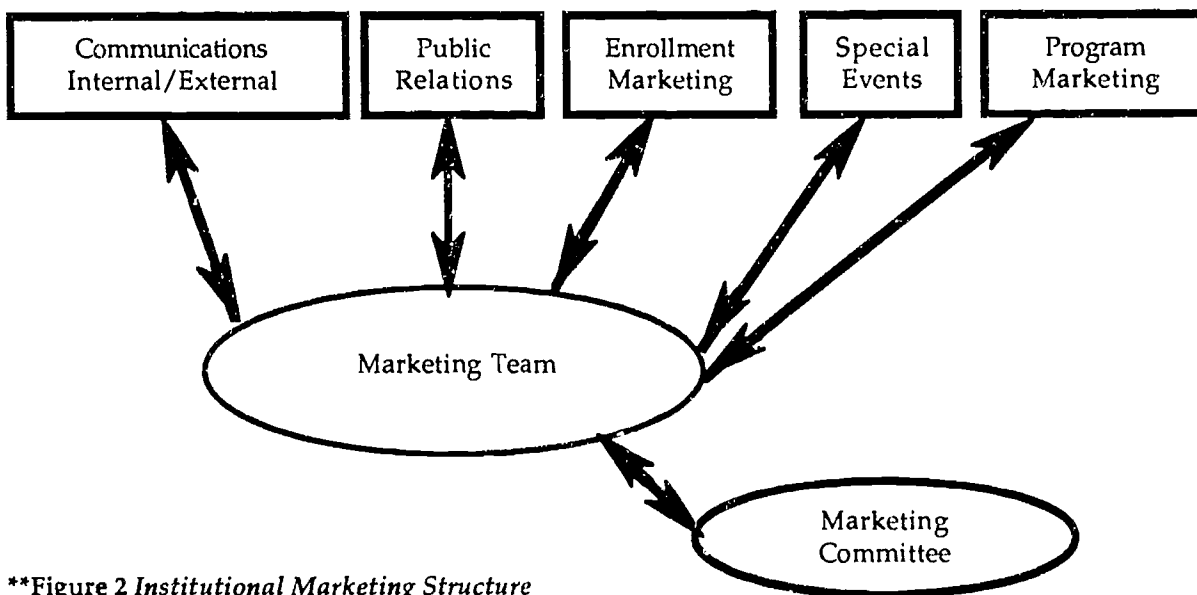 Communications
Internal/External
Public
Relations
Enrollment
Marketing
Special
Events
Program
Marketing
Marketing Team
Marketing
Committee
**Figure 2 Institutional Marketing Structure